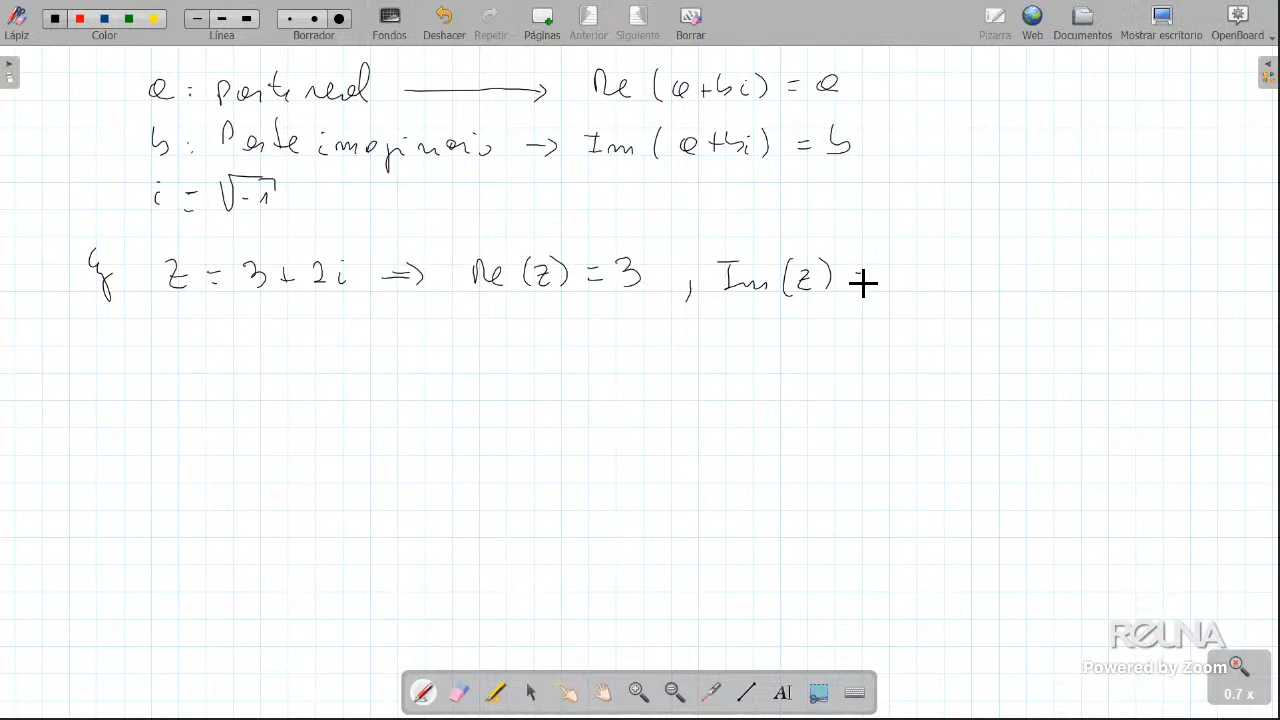 Lápiz Color Línea Borrador Fondos Deshacer Repetir Páginas Anterior Siguiente Borrar Pizarra Web Documentos Mostrar escritorio OpenBoard
a : parte real → Re (a+bi) = a
b : Parte imaginario → Im ( a+bi ) = b
i = √-1
Ej z = 3 + 2i ⇒ Re (z) = 3 , Im (z) =
REUNA
Powered by Zoom
0.7 x